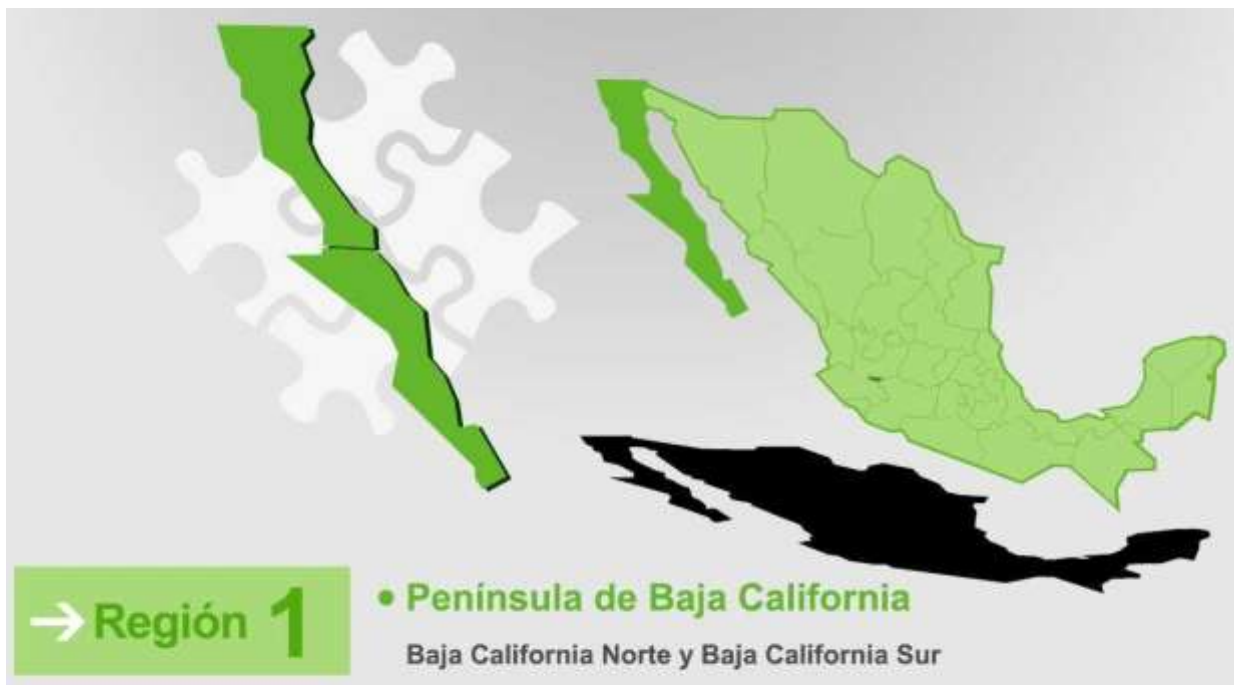 → Región 1
• Península de Baja California
Baja California Norte y Baja California Sur